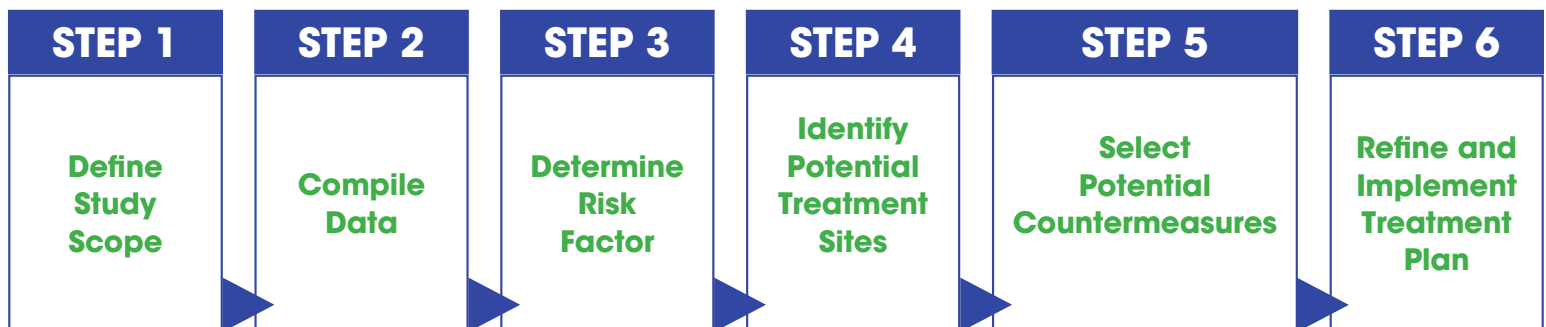 STEP 1
Define
Study
Scope
STEP 2
Compile
Data
STEP 3
Determine
Risk
Factor
STEP 4
Identify
Potential
Treatment
Sites
STEP 5
Select
Potential
Countermeasures
STEP 6
Refine and
Implement
Treatment
Plan